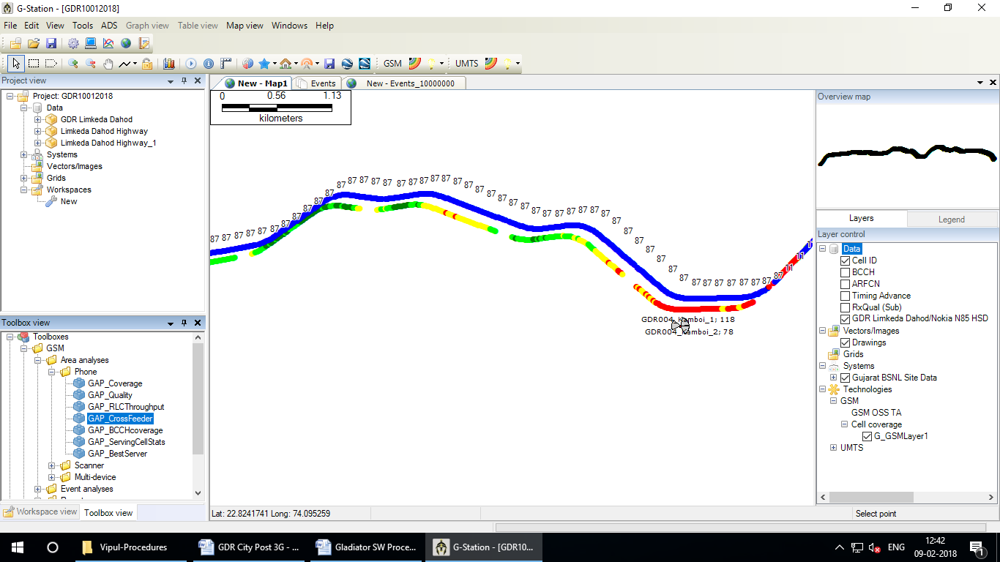 G-Station - [GDR10012018]
File Edit View Tools ADS Graph view Table view Map view Windows Help
GSM UMTS
Project view
Project: GDR10012018
Data
GDR Limkeda Dahod
Limkeda Dahod Highway
Limkeda Dahod Highway_1
Systems
Vectors/Images
Grids
Workspaces
New
Toolbox view
Toolboxes
GSM
Area analyses
Phone
GAP_Coverage
GAP_Quality
GAP_RLCThroughput
GAP_CrossFeeder
GAP_BCCHcoverage
GAP_ServingCellStats
GAP_BestServer
Scanner
Multi-device
Event analyses
Workspace view Toolbox view
New - Map1 Events New - Events_10000000
0 0.56 1.13
kilometers
87 87 87 87 87 87 87 87 87 87 87 87 87 87 87 87 87 87 87 87 87 87 87 87 87 87 87 87 87 87 87 87 87 87 87 87 87 87 87 87 87 87 87 87 87 87 87 87 87 87 87 11 11
GDR004_Kamboi_1; 118
GDR004_Kamboi_2; 78
Lat: 22.8241741 Long: 74.095259
Overview map
Layers Legend
Layer control
Data
Cell ID
BCCH
ARFCN
Timing Advance
RxQual (Sub)
GDR Limkeda Dahod/Nokia N85 HSD
Vectors/Images
Drawings
Grids
Systems
Gujarat BSNL Site Data
Technologies
GSM
GSM OSS TA
Cell coverage
G_GSMLayer1
UMTS
Select point
Vipul-Procedures
GDR City Post 3G - ...
Gladiator SW Proce...
G-Station - [GDR10...
ENG
12:42
09-02-2018
1